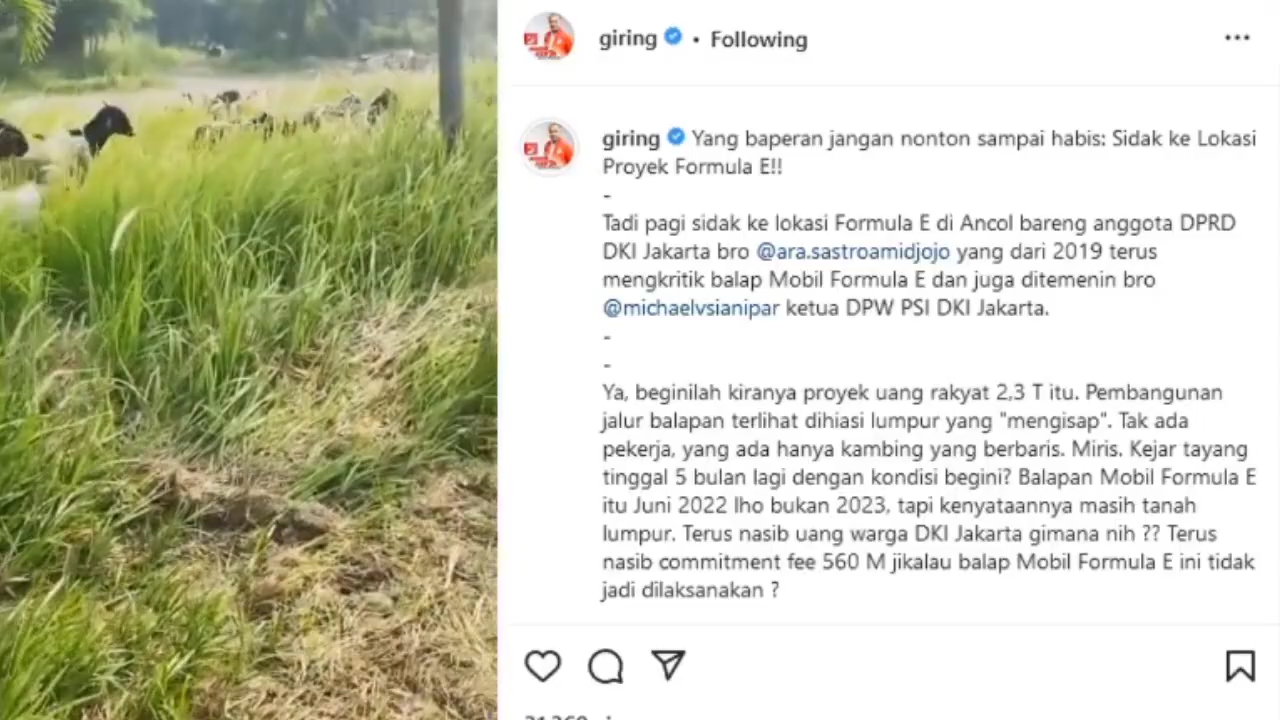 giring • Following
giring Yang baperan jangan nonton sampai habis: Sidak ke Lokasi
Proyek Formula E!!
-
Tadi pagi sidak ke lokasi Formula E di Ancol bareng anggota DPRD
DKI Jakarta bro @ara.sastroamidjojo yang dari 2019 terus
mengkritik balap Mobil Formula E dan juga ditemenin bro
@michaelvsianipar ketua DPW PSI DKI Jakarta.
-
-
Ya, beginilah kiranya proyek uang rakyat 2,3 T itu. Pembangunan
jalur balapan terlihat dihiasi lumpur yang "mengisap". Tak ada
pekerja, yang ada hanya kambing yang berbaris. Miris. Kejar tayang
tinggal 5 bulan lagi dengan kondisi begini? Balapan Mobil Formula E
itu Juni 2022 lho bukan 2023, tapi kenyataannya masih tanah
lumpur. Terus nasib uang warga DKI Jakarta gimana nih ?? Terus
nasib commitment fee 560 M jikalau balap Mobil Formula E ini tidak
jadi dilaksanakan ?